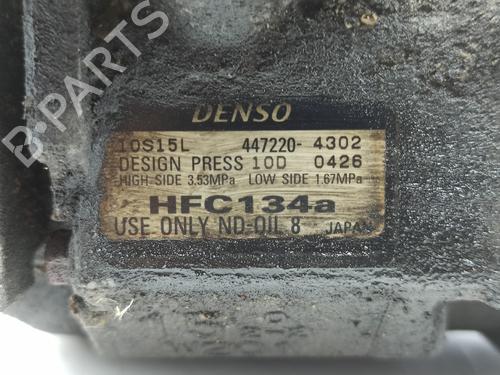 B-PARTS
DENSO
10S15L 447220-4302
DESIGN PRESS 10D 0426
HIGH SIDE 3.53MPa LOW SIDE 1.67MPa
HFC134a
USE ONLY ND-OIL 8 JAPAN